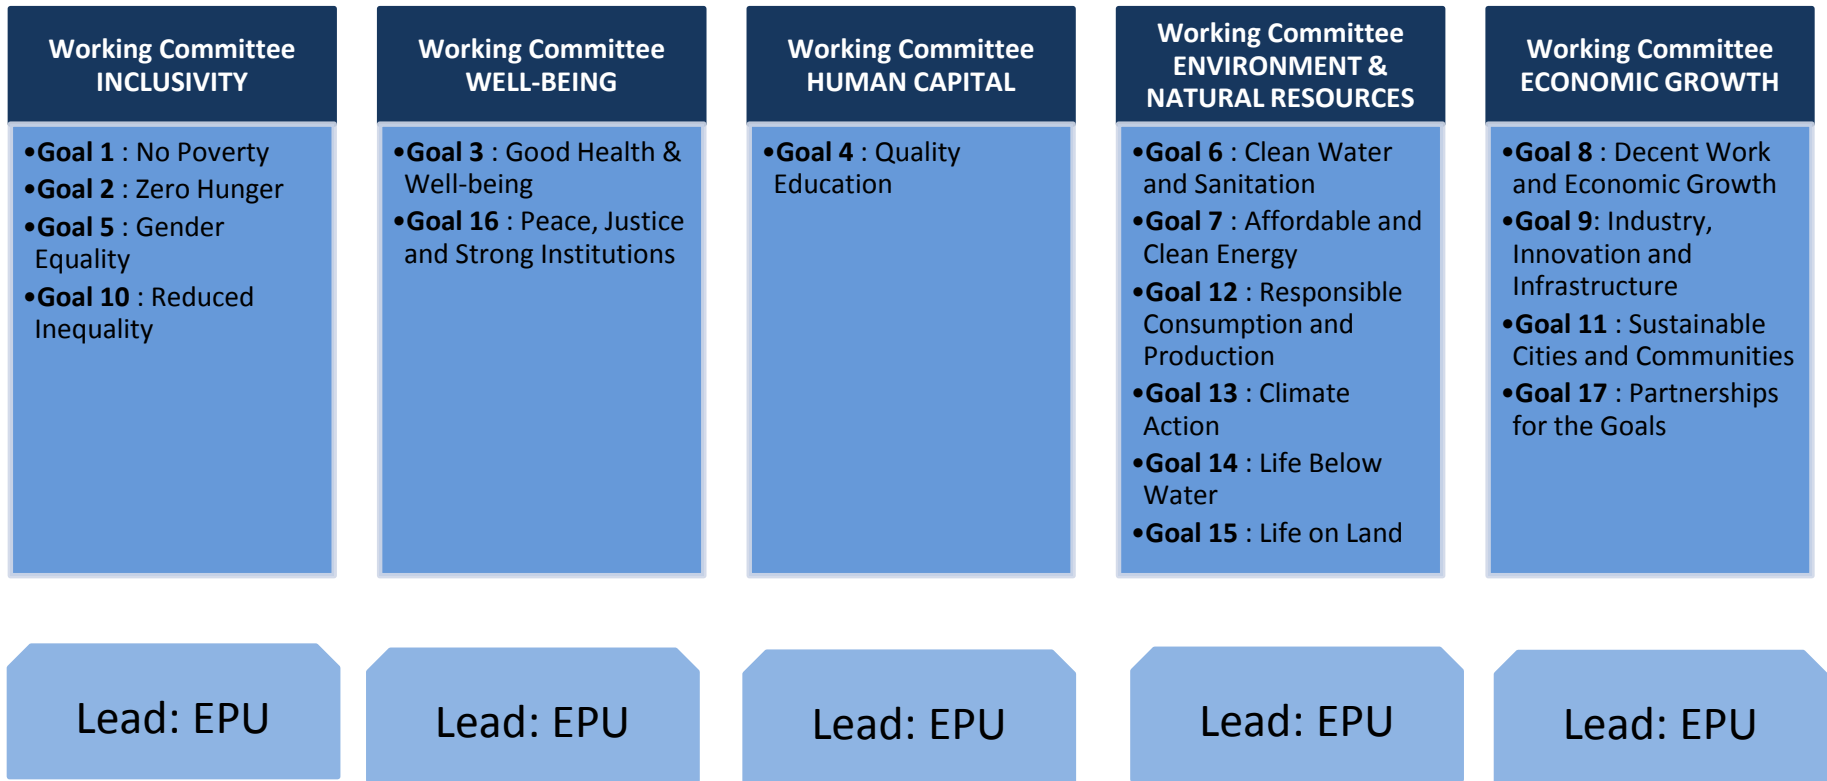 Working Committee
INCLUSIVITY
•Goal 1 : No Poverty
•Goal 2 : Zero Hunger
•Goal 5 : Gender
Equality
•Goal 10 : Reduced
Inequality
Lead: EPU
Working Committee
WELL-BEING
•Goal 3 : Good Health &
Well-being
•Goal 16 : Peace, Justice
and Strong Institutions
Lead: EPU
Working Committee
HUMAN CAPITAL
•Goal 4 : Quality
Education
Lead: EPU
Working Committee
ENVIRONMENT &
NATURAL RESOURCES
•Goal 6 : Clean Water
and Sanitation
•Goal 7 : Affordable and
Clean Energy
•Goal 12 : Responsible
Consumption and
Production
•Goal 13 : Climate
Action
•Goal 14 : Life Below
Water
•Goal 15 : Life on Land
Lead: EPU
Working Committee
ECONOMIC GROWTH
•Goal 8 : Decent Work
and Economic Growth
•Goal 9: Industry,
Innovation and
Infrastructure
•Goal 11 : Sustainable
Cities and Communities
•Goal 17 : Partnerships
for the Goals
Lead: EPU